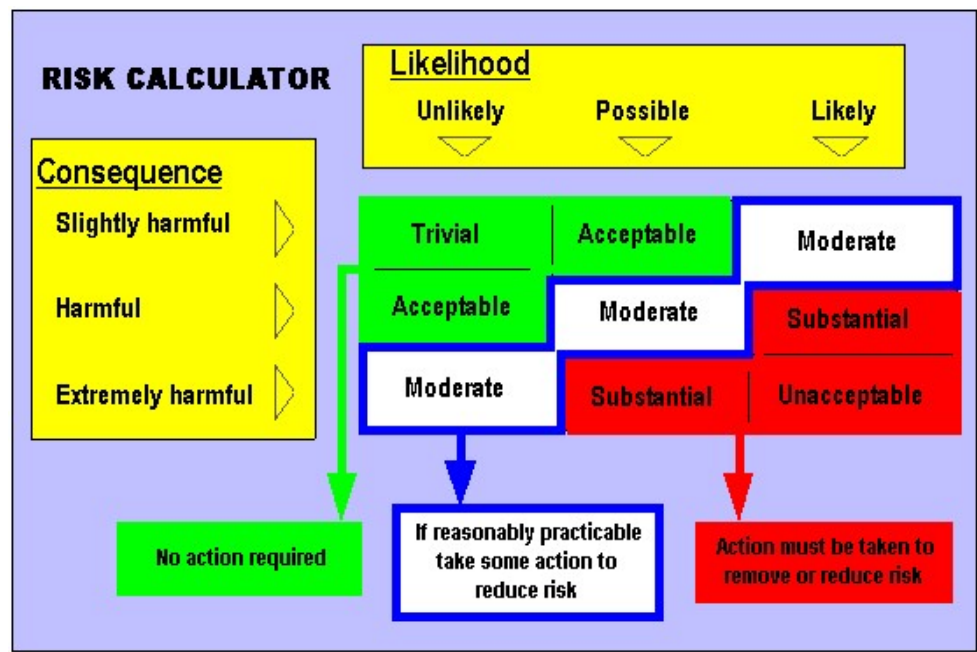 RISK CALCULATOR
Likelihood
Unlikely Possible Likely
Consequence
Slightly harmful
Harmful
Extremely harmful
Trivial Acceptable Moderate
Acceptable Moderate Substantial
Moderate Substantial Unacceptable
No action required
If reasonably practicable
take some action to
reduce risk
Action must be taken to
remove or reduce risk